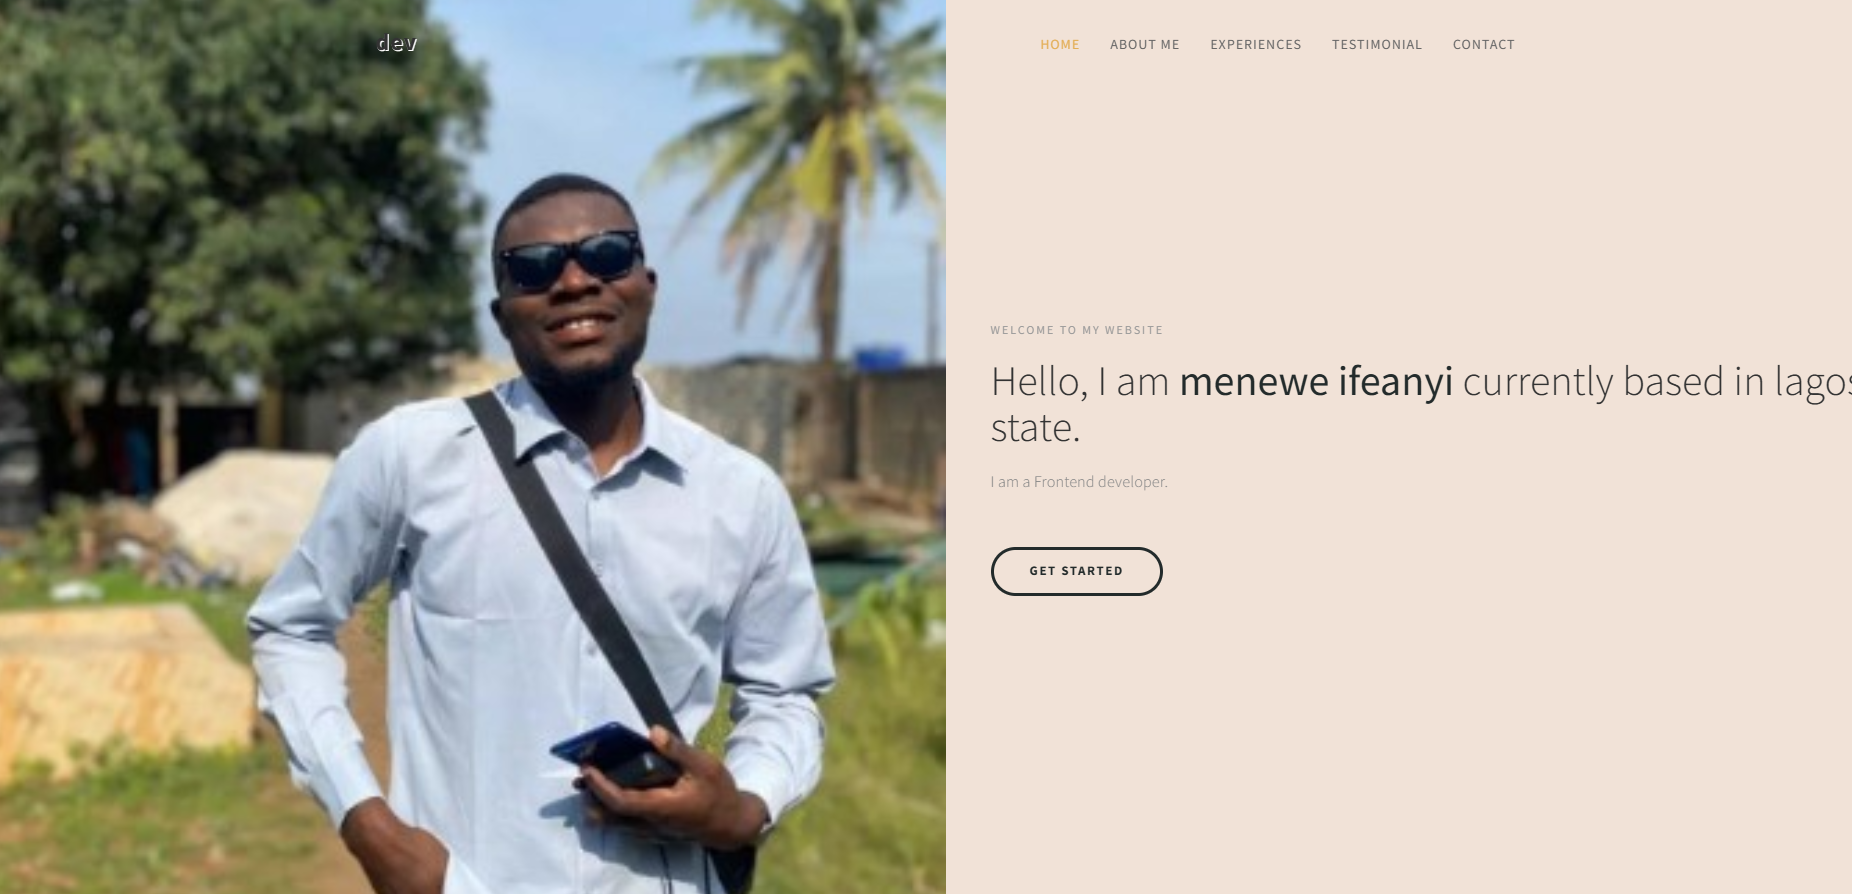 dev
HOME ABOUT ME EXPERIENCES TESTIMONIAL CONTACT
WELCOME TO MY WEBSITE
Hello, I am menewe ifeanyi currently based in lagos
state.
I am a Frontend developer.
GET STARTED